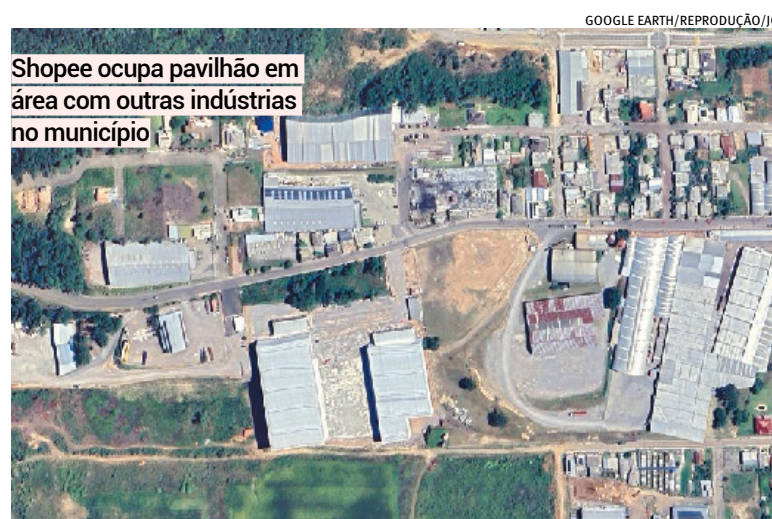 GOOGLE EARTH/REPRODUÇÃO/J
Shopee ocupa pavilhão em
área com outras indústrias
no município